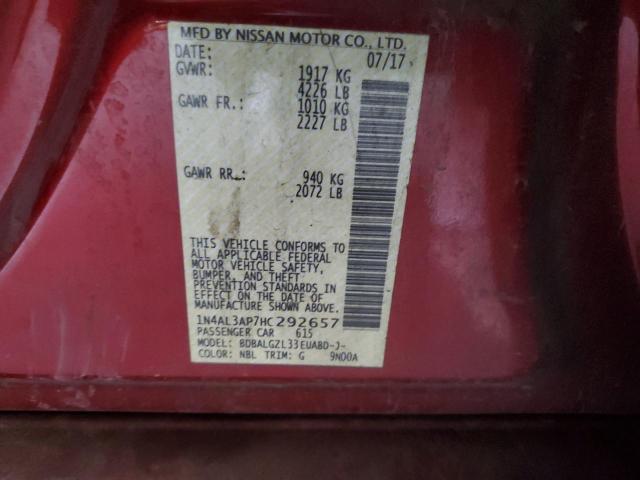 MFD BY NISSAN MOTOR CO., LTD.
DATE: 07/17
GVWR: 1917 KG
4226 LB
GAWR FR.: 1010 KG
2227 LB
GAWR RR.: 940 KG
2072 LB
THIS VEHICLE CONFORMS TO
ALL APPLICABLE FEDERAL
MOTOR VEHICLE SAFETY,
BUMPER, AND THEFT
PREVENTION STANDARDS IN
EFFECT ON THE DATE OF
MANUFACTURE SHOWN ABOVE.
1N4AL3AP7HC292657
PASSENGER CAR 615
MODEL: BDBALGZL33EUABD-J-
COLOR: NBL TRIM: G 9N00A